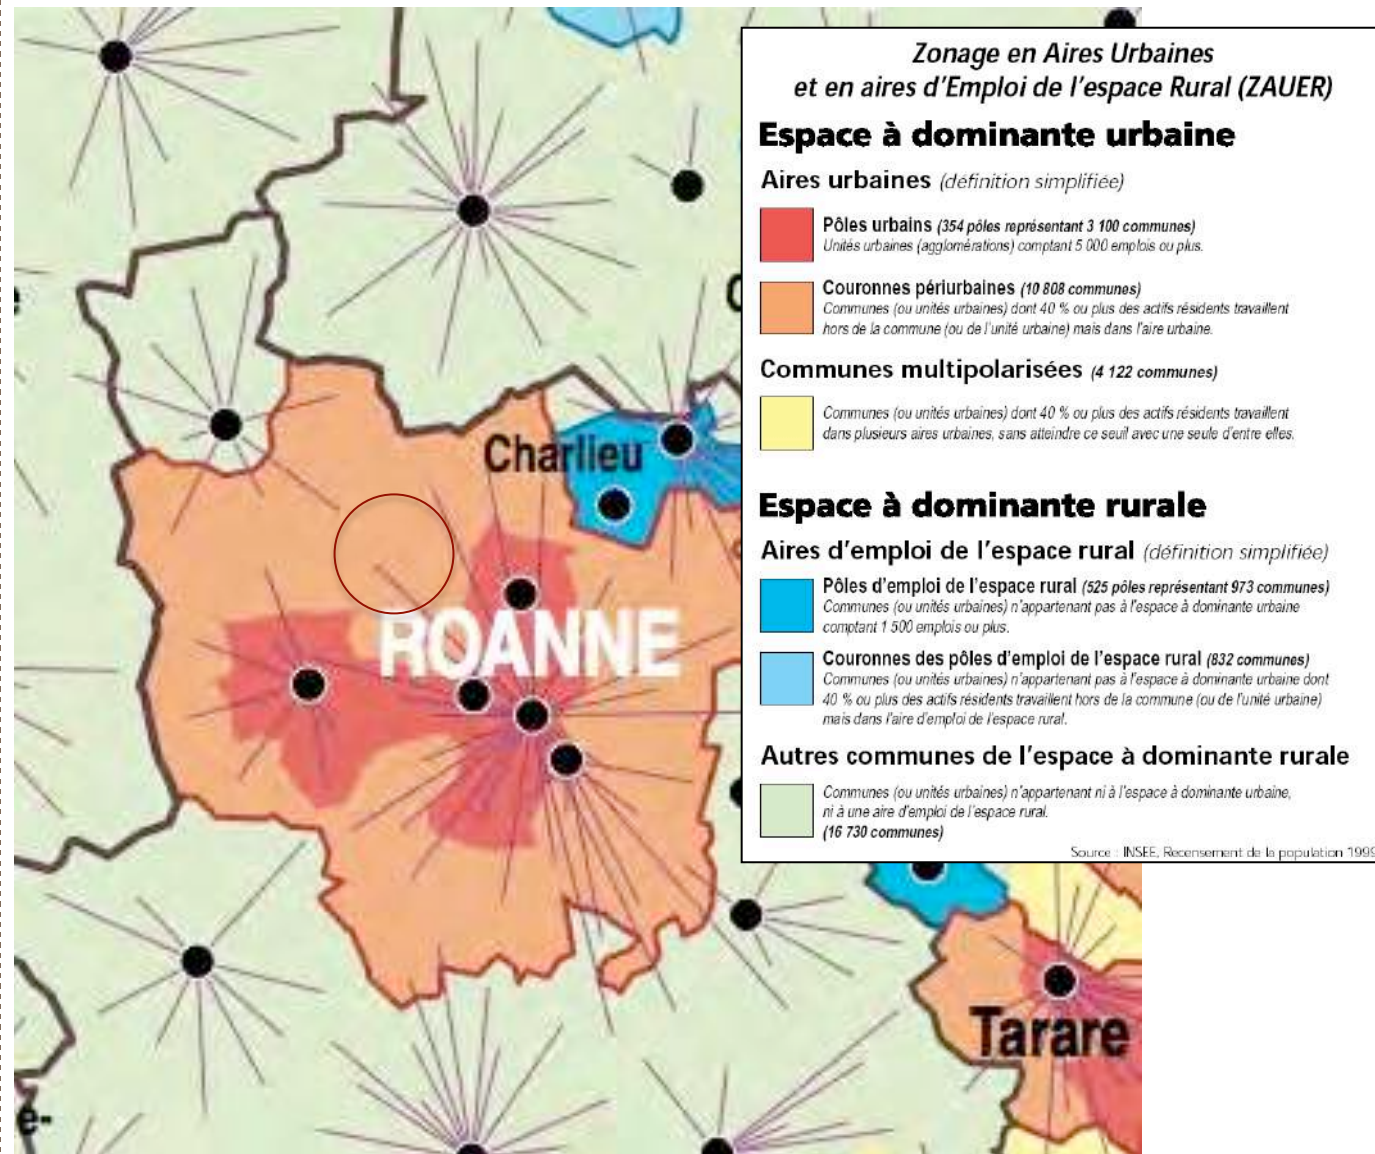 Zonage en Aires Urbaines
et en aires d'Emploi de l'espace Rural (ZAUER)
Espace à dominante urbaine
Aires urbaines (définition simplifiée)
Pôles urbains (354 pôles représentant 3 100 communes)
Unités urbaines (agglomérations) comptant 5 000 emplois ou plus.
Couronnes périurbaines (10 808 communes)
Communes (ou unités urbaines) dont 40 % ou plus des actifs résidents travaillent
hors de la commune (ou de l'unité urbaine) mais dans l'aire urbaine.
Communes multipolarisées (4 122 communes)
Communes (ou unités urbaines) dont 40 % ou plus des actifs résidents travaillent
dans plusieurs aires urbaines, sans atteindre ce seuil avec une seule d'entre elles.
Espace à dominante rurale
Aires d'emploi de l'espace rural (définition simplifiée)
Pôles d'emploi de l'espace rural (525 pôles représentant 973 communes)
Communes (ou unités urbaines) n'appartenant pas à l'espace à dominante urbaine
comptant 1 500 emplois ou plus.
Couronnes des pôles d'emploi de l'espace rural (832 communes)
Communes (ou unités urbaines) n'appartenant pas à l'espace à dominante urbaine dont
40 % ou plus des actifs résidents travaillent hors de la commune (ou de l'unité urbaine)
mais dans l'aire d'emploi de l'espace rural.
Autres communes de l'espace à dominante rurale
Communes (ou unités urbaines) n'appartenant ni à l'espace à dominante urbaine,
ni à une aire d'emploi de l'espace rural.
(16 730 communes)
Source : INSEE, Recensement de la population 1999
Charlieu
ROANNE
Tarare
e-